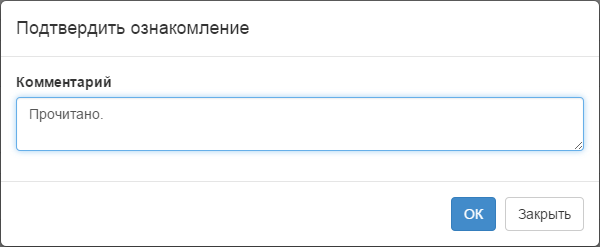 Подтвердить ознакомление
Комментарий
Прочитано.
ОК Закрыть